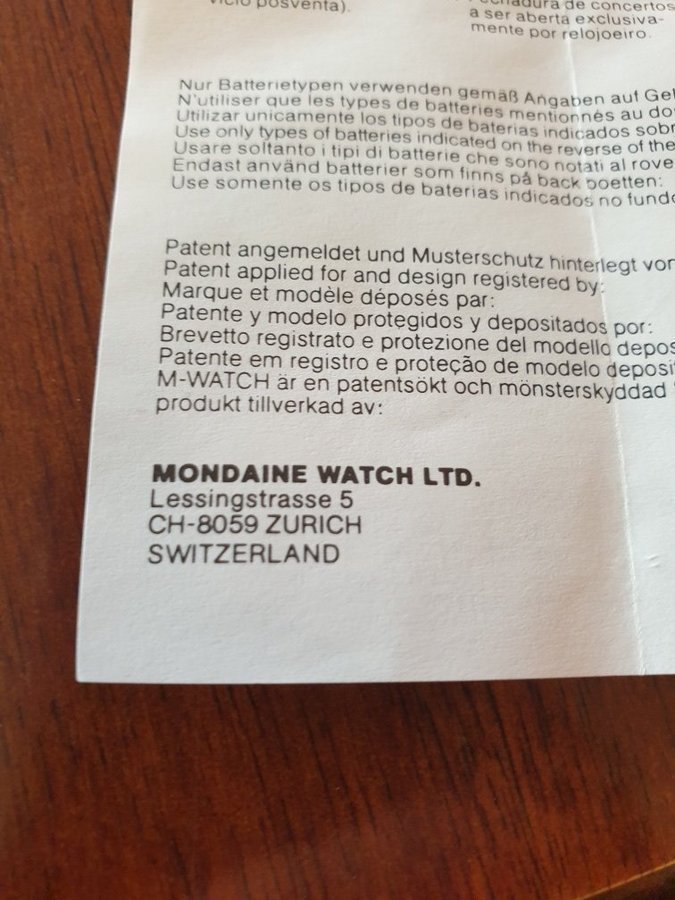 posventa).
de concertos
a ser aberta exclusiva-
mente por relojoeiro.
Nur Batterietypen verwenden gemäß Angaben auf
N'utiliser que les types de batteries mentionnés au
Utilizar unicamente los tipos de baterias indicados
Use only types of batteries indicated on the reverse of the
Usare soltanto i tipi di batterie che sono notati al
Endast använd batterier som finns på back boetten:
Use somente os tipos de baterias indicados no
Patent angemeldet und Musterschutz hinterlegt
Patent applied for and design registered by:
Marque et modèle déposés par:
Patente y modelo protegidos y depositados por:
Brevetto registrato e protezione del modello
Patente em registro e proteção de modelo
M-WATCH är en patentsökt och mönsterskyddad
produkt tillverkad av:
MONDAINE WATCH LTD.
Lessingstrasse 5
CH-8059 ZURICH
SWITZERLAND